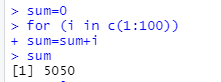 > sum=0
> for (i in c(1:100))
+ sum=sum+i
> sum
[1] 5050